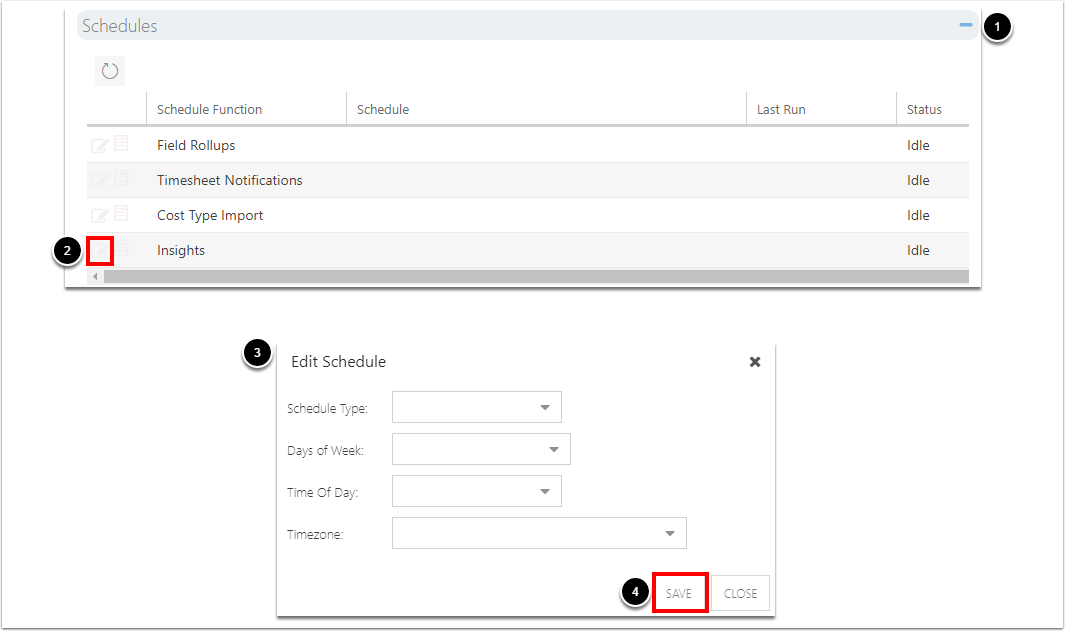 Schedules
1
Schedule Function Schedule Last Run Status
Field Rollups Idle
Timesheet Notifications Idle
Cost Type Import Idle
2 Insights Idle
3 Edit Schedule
Schedule Type:
Days of Week:
Time Of Day:
Timezone:
4 SAVE CLOSE